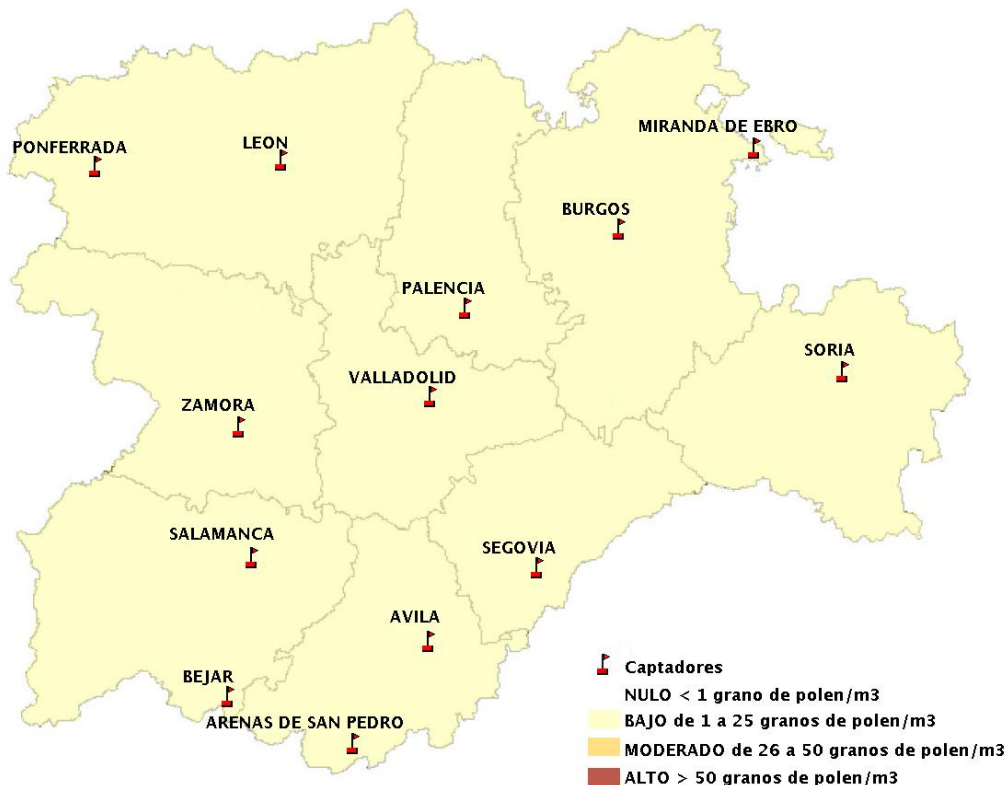 MIRANDA DE EBRO
PONFERRADA
LEON
BURGOS
PALENCIA
SORIA
VALLADOLID
ZAMORA
SALAMANCA
SEGOVIA
AVILA
BEJAR
ARENAS DE SAN PEDRO
Captadores
NULO < 1 grano de polen/m3
BAJO de 1 a 25 granos de polen/m3
MODERADO de 26 a 50 granos de polen/m3
ALTO > 50 granos de polen/m3